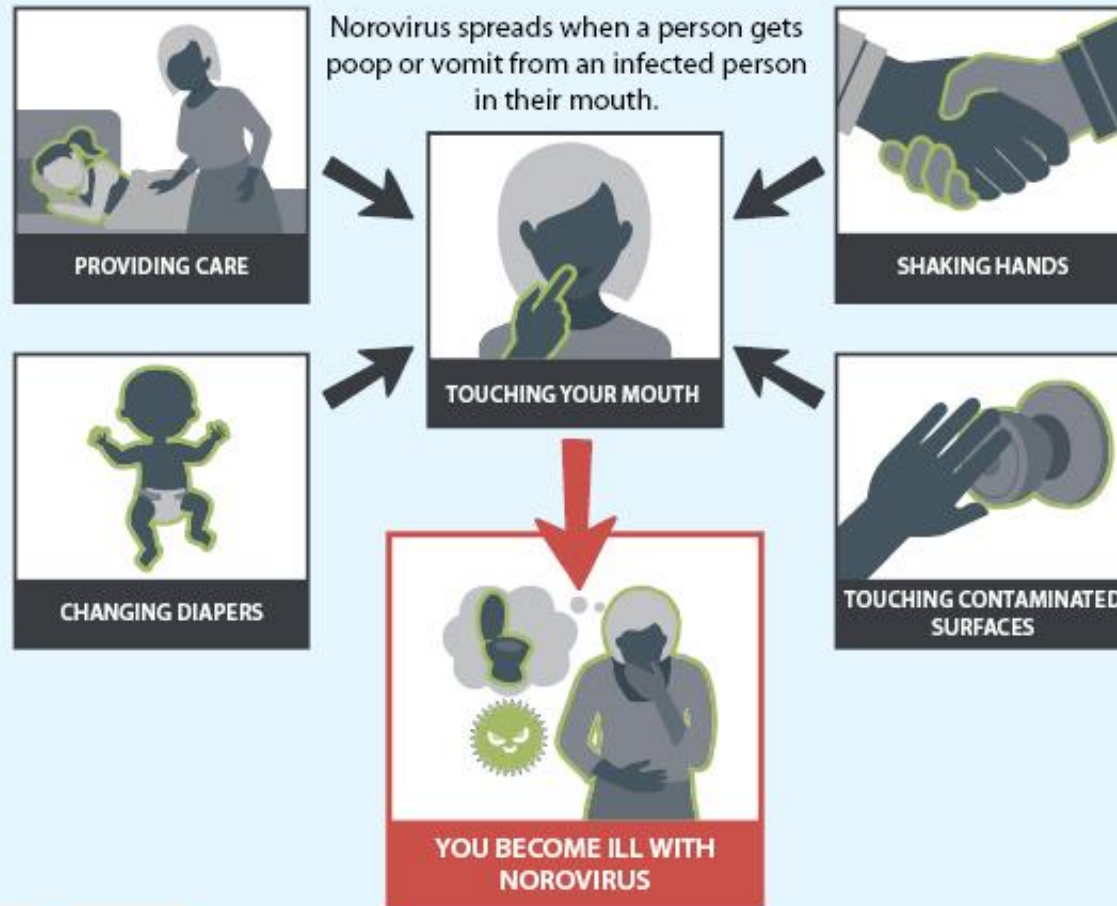 Norovirus spreads when a person gets
poop or vomit from an infected person
in their mouth.
PROVIDING CARE
TOUCHING YOUR MOUTH
SHAKING HANDS
CHANGING DIAPERS
TOUCHING CONTAMINATED
SURFACES
YOU BECOME ILL WITH
NOROVIRUS